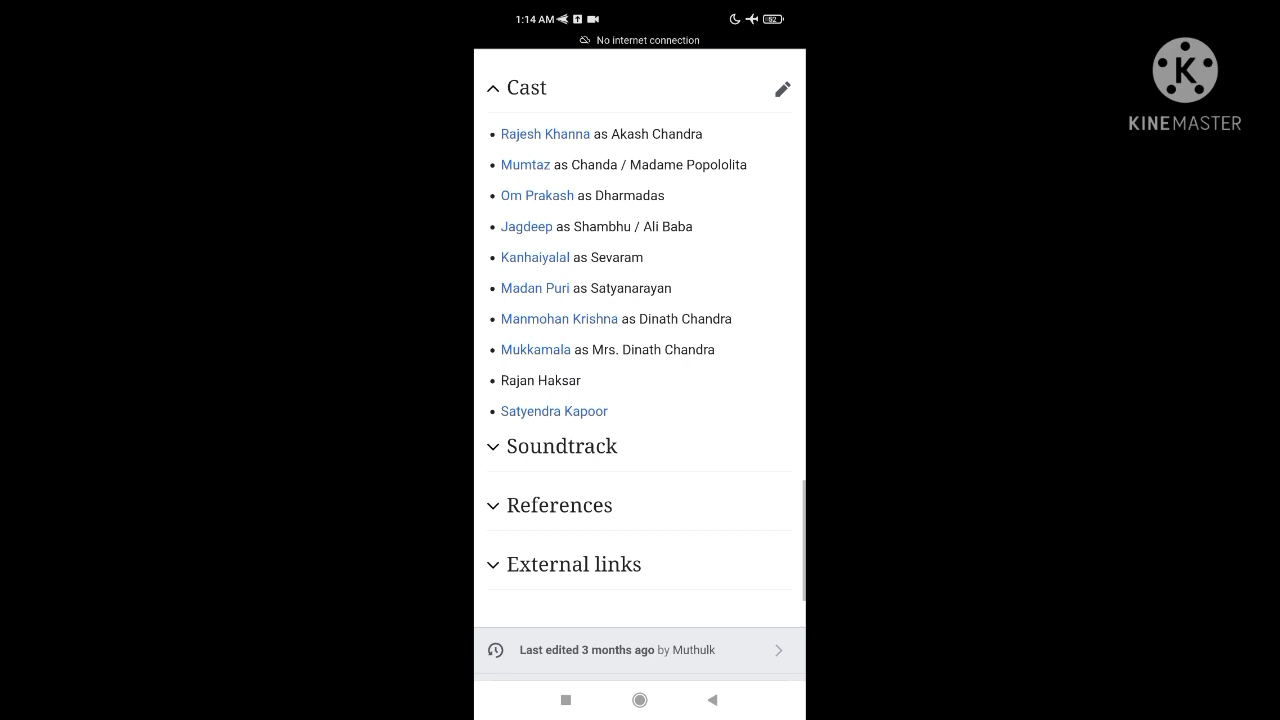 1:14 AM
52
No internet connection
Cast
KINEMASTER
• Rajesh Khanna as Akash Chandra
• Mumtaz as Chanda / Madame Popololita
• Om Prakash as Dharmadas
• Jagdeep as Shambhu / Ali Baba
• Kanhaiyalal as Sevaram
• Madan Puri as Satyanarayan
• Manmohan Krishna as Dinath Chandra
• Mukkamala as Mrs. Dinath Chandra
• Rajan Haksar
• Satyendra Kapoor
Soundtrack
References
External links
Last edited 3 months ago by Muthulk